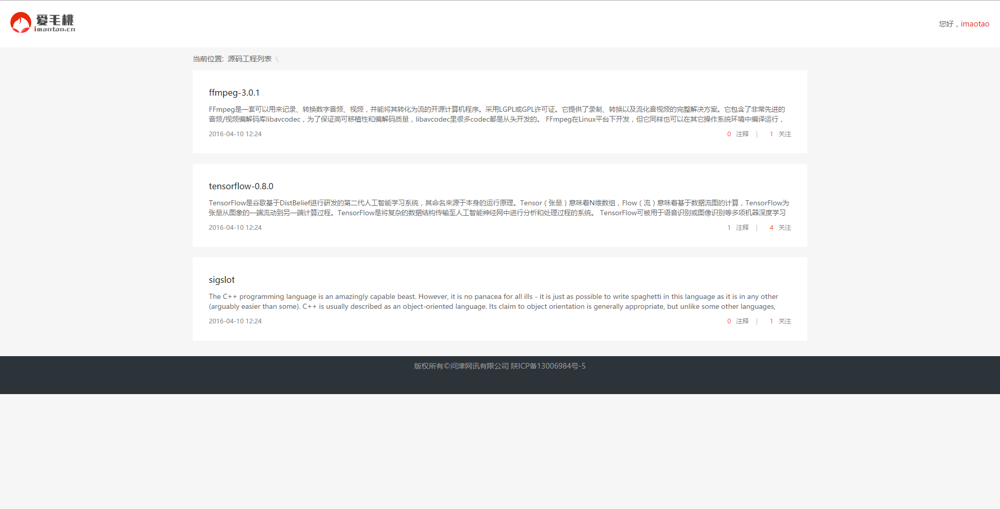 爱毛桃
imaotao.cn
您好，imaotao
当前位置: 源码工程列表 \
ffmpeg-3.0.1
FFmpeg是一套可以用来记录、转换数字音频、视频，并能将其转化为流的开源计算机程序。采用LGPL或GPL许可证。它提供了录制、转换以及流化音视频的完整解决方案。它包含了非常先进的
音频/视频编解码库libavcodec，为了保证高可移植性和编解码质量，libavcodec里很多codec都是从头开发的。 FFmpeg在Linux平台下开发，但它同样也可以在其它操作系统环境中编译运行，
2016-04-10 12:24 0 注释 | 1 关注
tensorflow-0.8.0
TensorFlow是谷歌基于DistBelief进行研发的第二代人工智能学习系统，其命名来源于本身的运行原理。Tensor（张量）意味着N维数组，Flow（流）意味着基于数据流图的计算，TensorFlow为
张量从图象的一端流动到另一端计算过程。TensorFlow是将复杂的数据结构传输至人工智能神经网中进行分析和处理过程的系统。 TensorFlow可被用于语音识别或图像识别等多项机器深度学习
2016-04-10 12:24 1 注释 | 4 关注
sigslot
The C++ programming language is an amazingly capable beast. However, it is no panacea for all ills - it is just as possible to write spaghetti in this language as it is in any other
(arguably easier than some). C++ is usually described as an object-oriented language. Its claim to object orientation is generally appropriate, but unlike some other languages,
2016-04-10 12:24 0 注释 | 1 关注
版权所有©问津网讯有限公司 陕ICP备13006984号-5